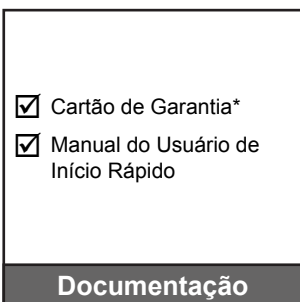 Cartão de Garantia*
Manual do Usuário de
Início Rápido
Documentação